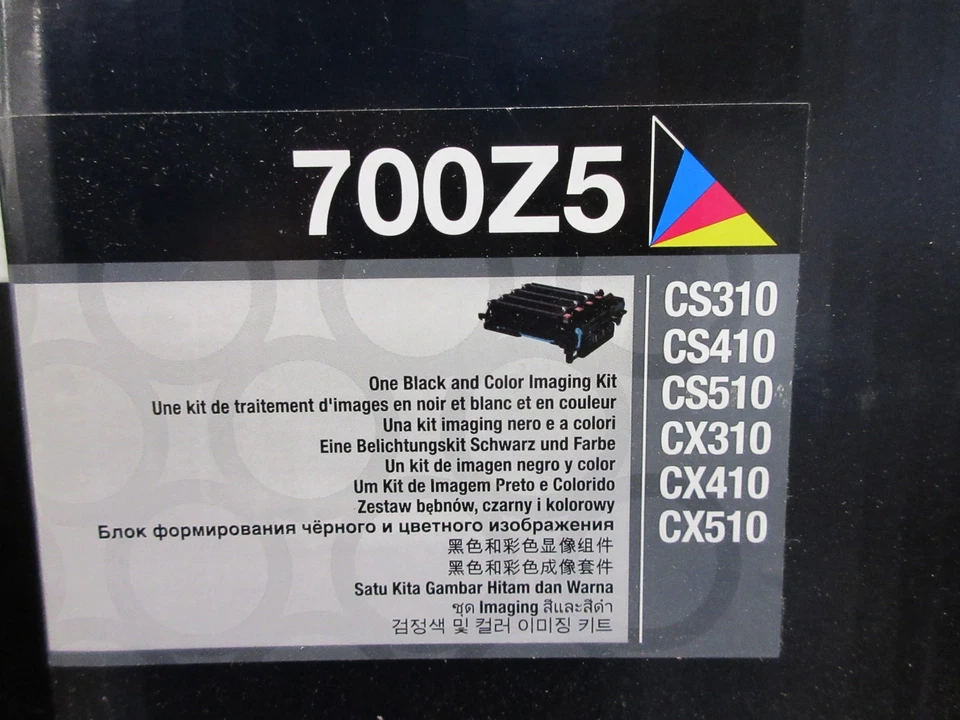 700Z5
One Black and Color Imaging Kit
Une kit de traitement d'images en noir et blanc et en couleur
Una kit imaging nero e a colori
Eine Belichtungskit Schwarz und Farbe
Un kit de imagen negro y color
Um Kit de Imagem Preto e Colorido
Zestaw bębnów, czarny i kolorowy
Блок формирования чёрного и цветного изображения
黑色和彩色显像组件
黑色和彩色成像套件
Satu Kita Gambar Hitam dan Warna
ชุด Imaging สีและสีดำ
검정색 및 컬러 이미징 키트
CS310
CS410
CS510
CX310
CX410
CX510